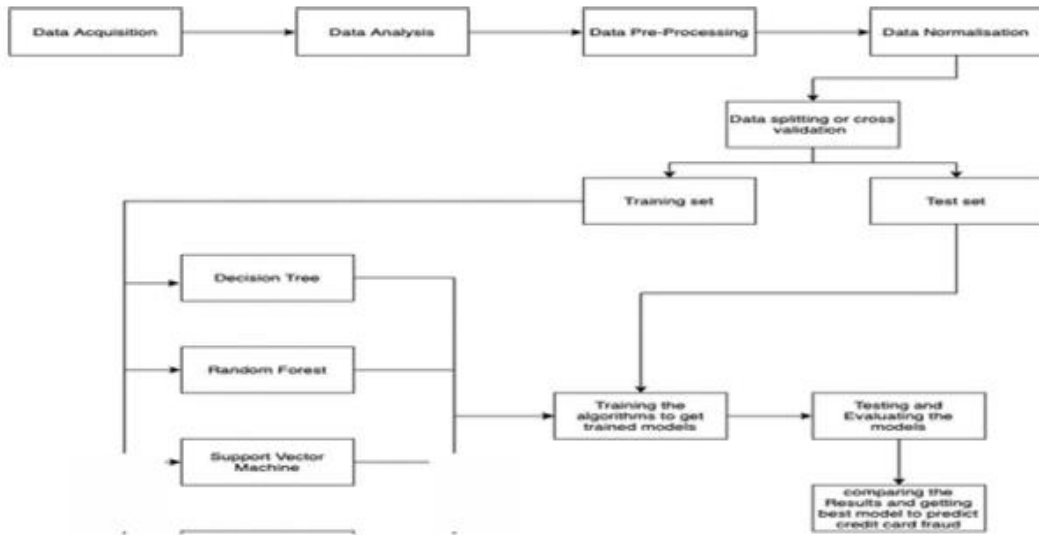 Data Acquisition
Data Analysis
Data Pre-Processing
Data Normalisation
Data splitting or cross
validation
Training set
Test set
Decision Tree
Random Forest
Training the
algorithms to get
trained models
Testing and
Evaluating the
models
Support Vector
Machine
comparing the
Results and getting
best model to predict
credit card fraud